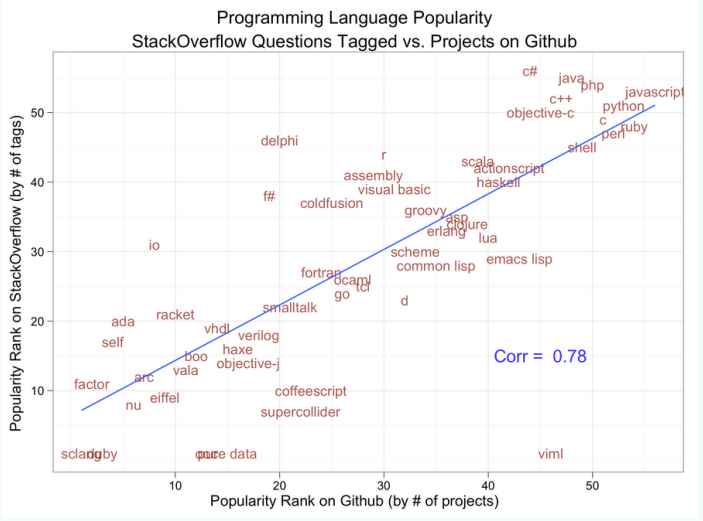 Programming Language Popularity
StackOverflow Questions Tagged vs. Projects on Github
Popularity Rank on StackOverflow (by # of tags)
50
40
30
20
10
c#
java
php
javascript
c++
python
objective-c
c
ruby
perl
delphi
shell
r
scala
actionscript
assembly
haskell
visual basic
f#
coldfusion
groovy
asp
clojure
erlang
lua
io
scheme
emacs lisp
common lisp
fortran
ocaml
tcl
go
d
smalltalk
racket
ada
vhdl
verilog
self
haxe
boo
objective-j
vala
arc
factor
coffeescript
eiffel
nu
supercollider
Corr = 0.78
sclang
ruby
pure data
viml
10
20
30
40
50
Popularity Rank on Github (by # of projects)